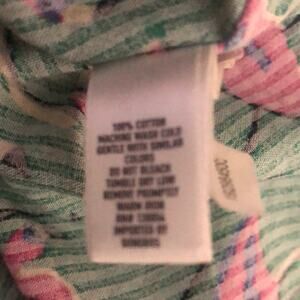 100% COTTON
MACHINE WASH COLD
GENTLE WITH SIMILAR
COLORS
DO NOT BLEACH
TUMBLE DRY LOW
REMOVE PROMPTLY
WARM IRON
IMPORTED BY